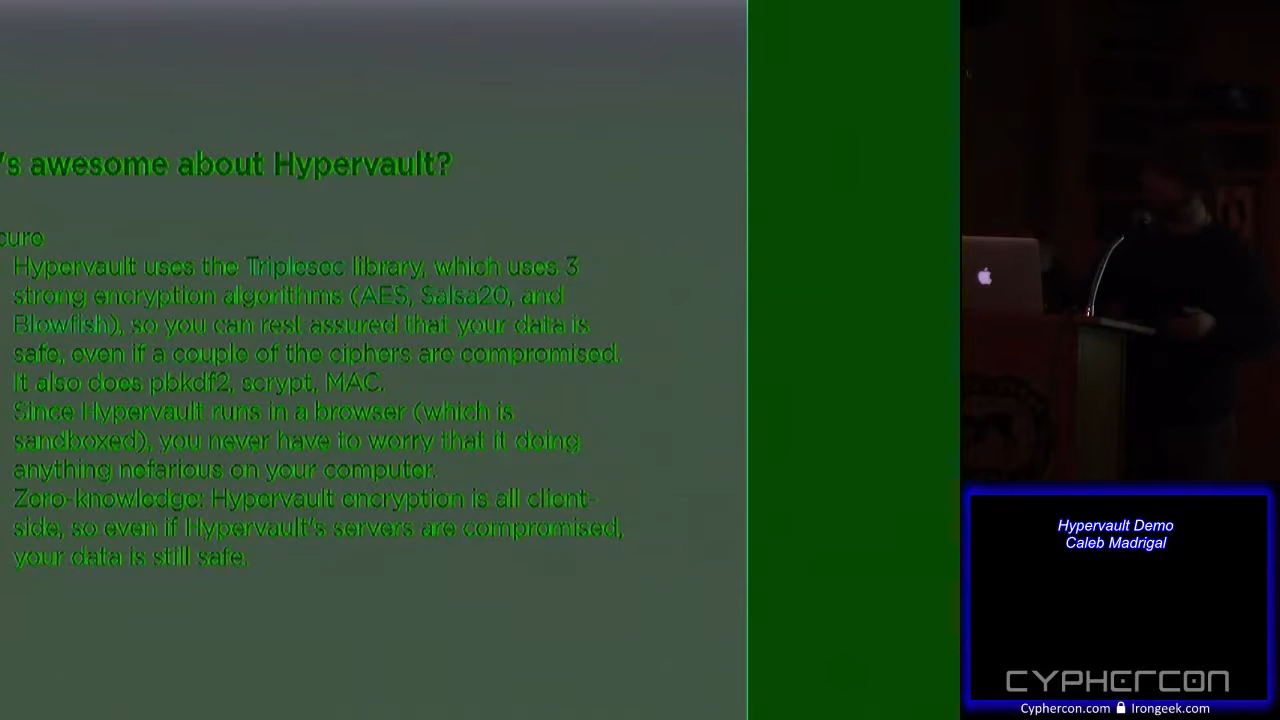 's awesome about Hypervault?
cure
Hypervault uses the Triplesec library, which uses 3
strong encryption algorithms (AES, Salsa20, and
Blowfish), so you can rest assured that your data is
safe, even if a couple of the ciphers are compromised.
It also does pbkdf2, scrypt, MAC.
Since Hypervault runs in a browser (which is
sandboxed), you never have to worry that it doing
anything nefarious on your computer.
Zero-knowledge: Hypervault encryption is all client-
side, so even if Hypervault's servers are compromised,
your data is still safe.
Hypervault Demo
Caleb Madrigal
CYPHERCON
Cyphercon.com Irongeek.com